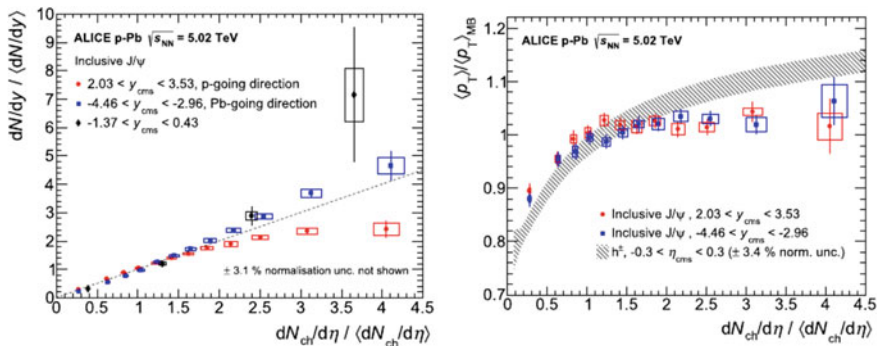 ALICE p-Pb √sNN = 5.02 TeV
Inclusive J/ψ
2.03 < ycms < 3.53, p-going direction
-4.46 < ycms < -2.96, Pb-going direction
-1.37 < ycms < 0.43
± 3.1 % normalisation unc. not shown
dN/dy / ⟨dN/dy⟩
10
9
8
7
6
5
4
3
2
1
0
0 0.5 1 1.5 2 2.5 3 3.5 4 4.5
dNch/dη / ⟨dNch/dη⟩
ALICE p-Pb √sNN = 5.02 TeV
Inclusive J/ψ , 2.03 < ycms < 3.53
Inclusive J/ψ , -4.46 < ycms < -2.96
h±, -0.3 < ηcms < 0.3 (± 3.4 % norm. unc.)
⟨pT⟩/⟨pT⟩MB
1.2
1.1
1
0.9
0.8
0.7
0 0.5 1 1.5 2 2.5 3 3.5 4 4.5
dNch/dη / ⟨dNch/dη⟩